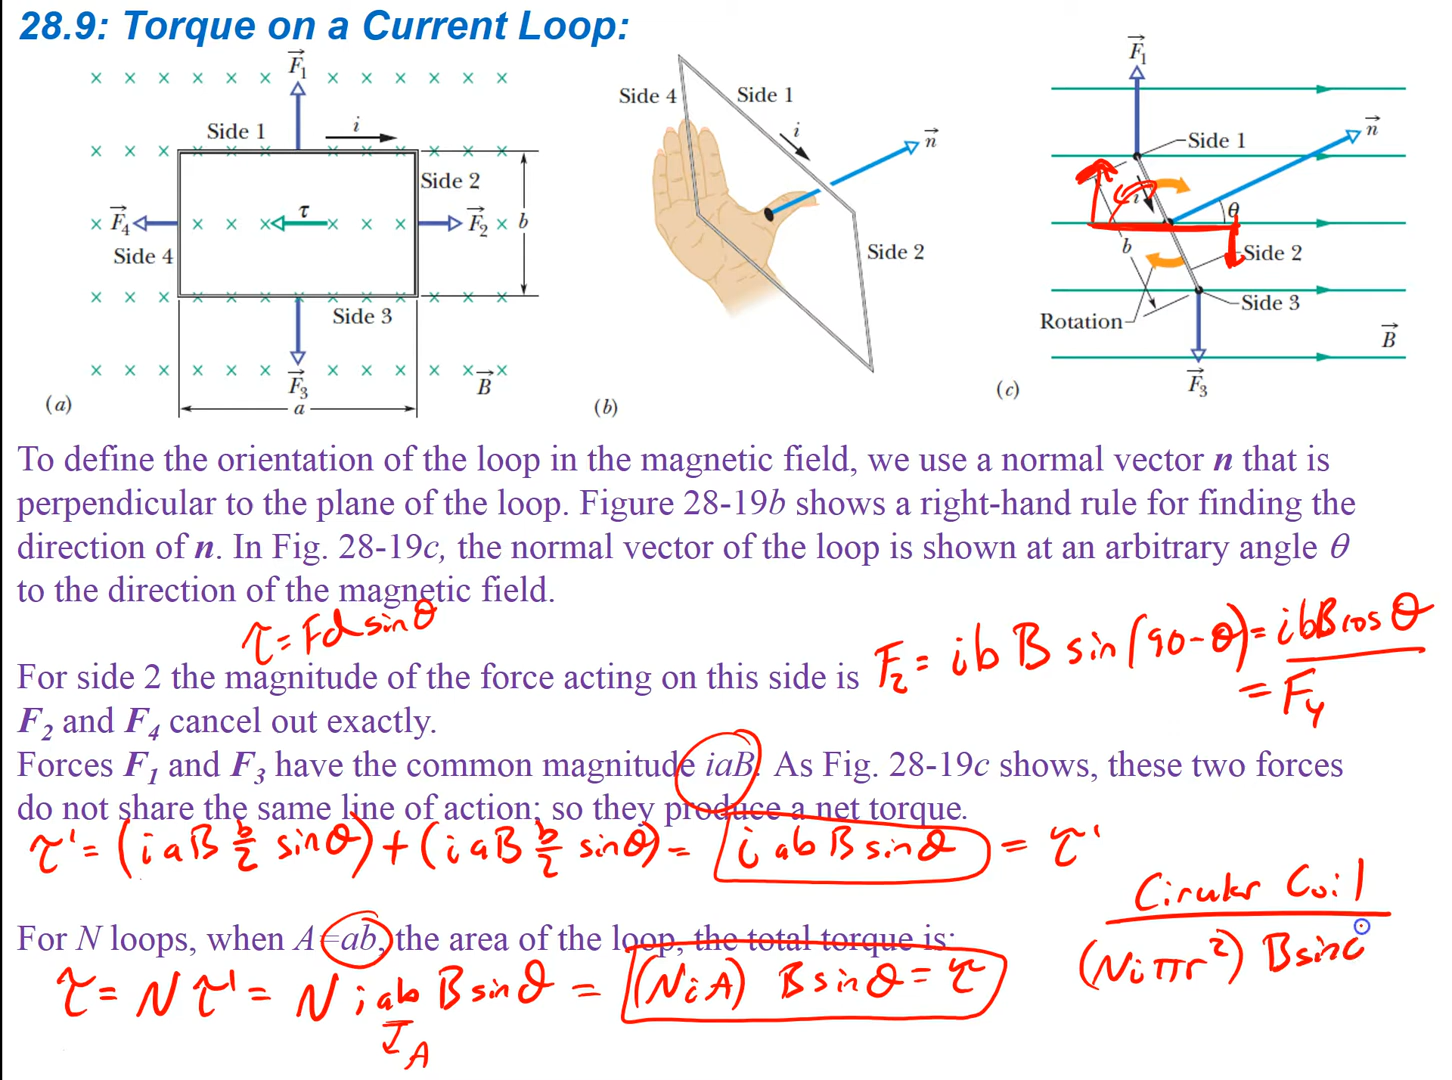 28.9: Torque on a Current Loop:
F₁
Side 1
i
Side 2
τ
F₄
F₂
b
Side 4
Side 3
F₃
B
a
(a)
Side 4
Side 1
i
n
Side 2
(b)
F₁
Side 1
n
i
θ
b
Side 2
Side 3
Rotation
B
F₃
(c)
To define the orientation of the loop in the magnetic field, we use a normal vector n that is
perpendicular to the plane of the loop. Figure 28-19b shows a right-hand rule for finding the
direction of n. In Fig. 28-19c, the normal vector of the loop is shown at an arbitrary angle θ
to the direction of the magnetic field.
τ = Fd sin θ
For side 2 the magnitude of the force acting on this side is
F₂ = ibB sin(90-θ) = ibB cos θ
= F₄
F₂ and F₄ cancel out exactly.
Forces F₁ and F₃ have the common magnitude iaB. As Fig. 28-19c shows, these two forces
do not share the same line of action; so they produce a net torque.
τ' = (iaB b/2 sinθ) + (iaB b/2 sinθ) = iabB sinθ = τ'
Cirular Coil
For N loops, when A=ab, the area of the loop, the total torque is:
(Niπr²) B sin
τ = Nτ' = N i ab B sin θ = (NiA) B sin θ = τ
A